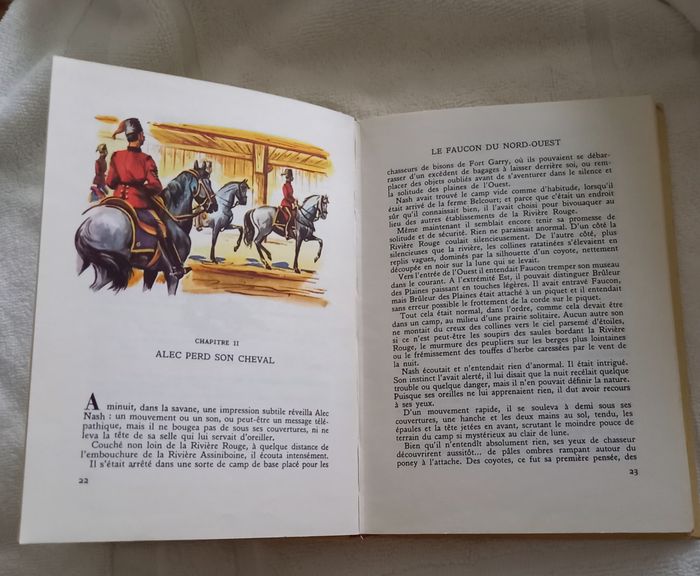 CHAPITRE II
ALEC PERD SON CHEVAL
A minuit, dans la savane, une impression subtile réveilla Alec
Nash : un mouvement ou un son, ou peut-être un message télé-
pathique, mais il ne bougea pas de sous ses couvertures, ni ne
leva la tête de sa selle qui lui servait d'oreiller.
Couché non loin de la Rivière Rouge, à quelque distance de
l'embouchure de la Rivière Assiniboine, il écouta intensément.
Il s'était arrêté dans une sorte de camp de base placé pour les
22
LE FAUCON DU NORD-OUEST
chasseurs de bisons de Fort Garry, où ils pouvaient se débar-
rasser d'un excédent de bagages à laisser derrière soi, ou rem-
placer des objets oubliés avant de s'aventurer dans le silence et
la solitude des plaines de l'Ouest.
Nash avait trouvé le camp vide comme d'habitude, lorsqu'il
était arrivé de la ferme Belcourt; et parce que c'était un endroit
sûr qu'il connaissait bien, il l'avait choisi pour bivouaquer au
lieu des autres établissements de la Rivière Rouge.
Même maintenant il semblait encore tenir sa promesse de
solitude et de sécurité. Rien ne paraissait anormal. D'un côté la
Rivière Rouge coulait silencieusement. De l'autre côté, plus
silencieuses que la rivière, les collines ratatinées s'élevaient en
replis vagues, dominés par la silhouette d'un coyote, nettement
découpée en noir sur la lune qui se levait.
Vers l'entrée de l'Ouest il entendait Faucon tremper son museau
dans le courant. A l'extrémité Est, il pouvait distinguer Brûleur
des Plaines paissant en touches légères. Il avait entravé Faucon,
mais Brûleur des Plaines était attaché à un piquet et il entendait
sans erreur possible le frottement de la corde sur le piquet.
Tout cela était normal, dans l'ordre, comme cela devait être
dans un camp, au milieu d'une prairie solitaire. Aucun autre son
ne montait du creux des collines vers le ciel parsemé d'étoiles,
si ce n'est peut-être les soupirs des saules bordant la Rivière
Rouge, le murmure des peupliers sur les berges plus lointaines
ou le frémissement des touffes d'herbe caressées par le vent de
la nuit.
Nash écoutait et n'entendait rien d'anormal. Il était intrigué.
Son instinct l'avait alerté, il lui disait que la nuit recélait quelque
trouble ou quelque danger, mais il n'en pouvait définir la nature.
Puisque ses oreilles ne lui apprenaient rien, il dut avoir recours
à ses yeux.
D'un mouvement rapide, il se souleva à demi sous ses
couvertures, une hanche et les deux mains au sol, tendu, les
épaules et la tête jetées en avant, scrutant le moindre pouce de
terrain du camp si mystérieux au clair de lune.
Bien qu'il n'entendît absolument rien, ses yeux de chasseur
découvrirent aussitôt... de pâles ombres rampant autour du
poney à l'attache. Des coyotes, ce fut sa première pensée, des
23